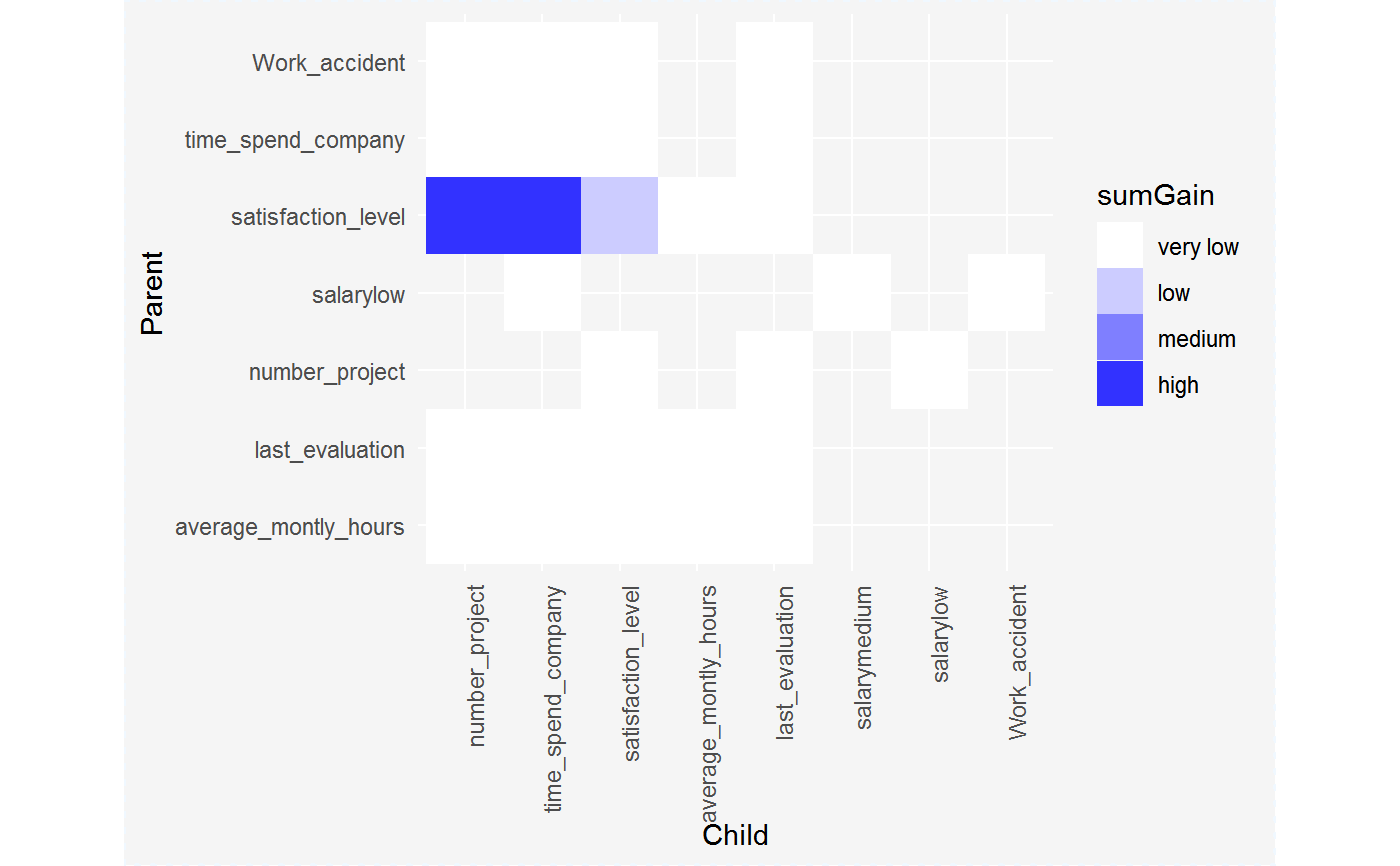 Work_accident
time_spend_company
satisfaction_level
salarylow
number_project
last_evaluation
average_montly_hours
Parent
number_project
time_spend_company
satisfaction_level
average_montly_hours
last_evaluation
salarymedium
salarylow
Work_accident
Child
sumGain
very low
low
medium
high